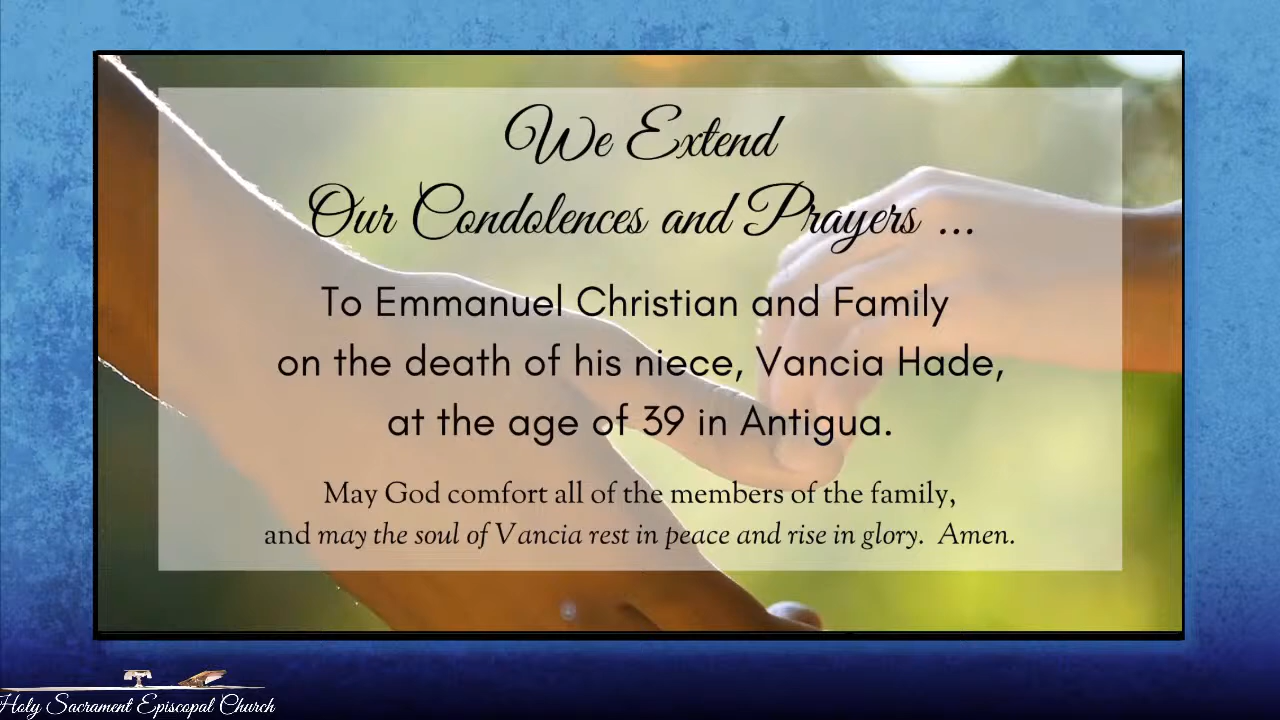 We Extend
Our Condolences and Prayers ...
To Emmanuel Christian and Family
on the death of his niece, Vancia Hade,
at the age of 39 in Antigua.
May God comfort all of the members of the family,
and may the soul of Vancia rest in peace and rise in glory. Amen.
Holy Sacrament Episcopal Church